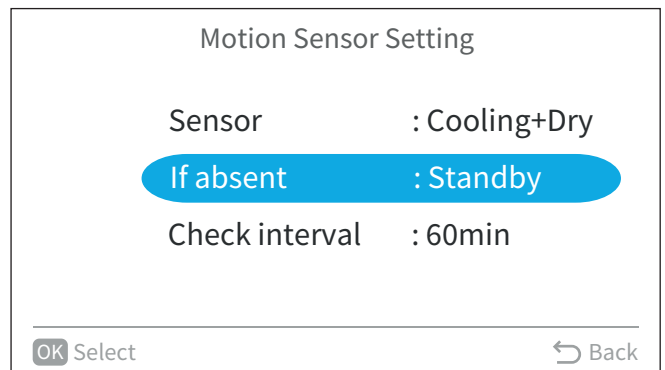 Motion Sensor Setting
Sensor : Cooling+Dry
If absent : Standby
Check interval : 60min
OK Select Back